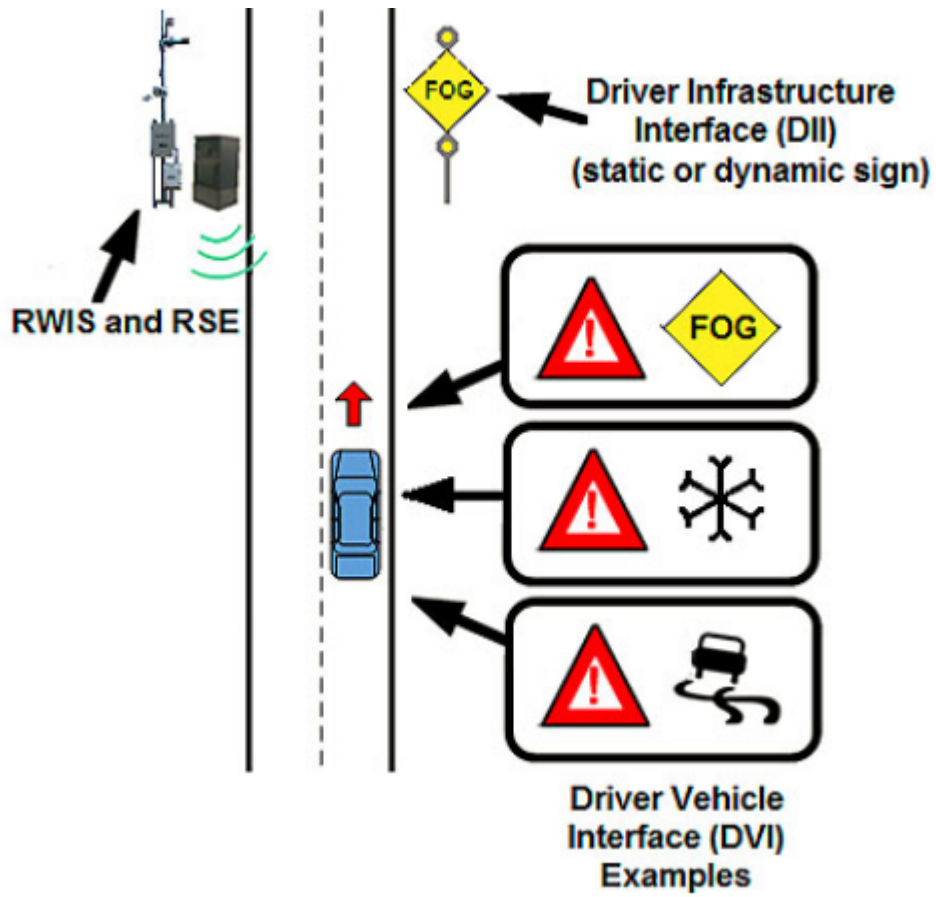 FOG
Driver Infrastructure
Interface (DII)
(static or dynamic sign)
RWIS and RSE
!
FOG
!
!
Driver Vehicle
Interface (DVI)
Examples